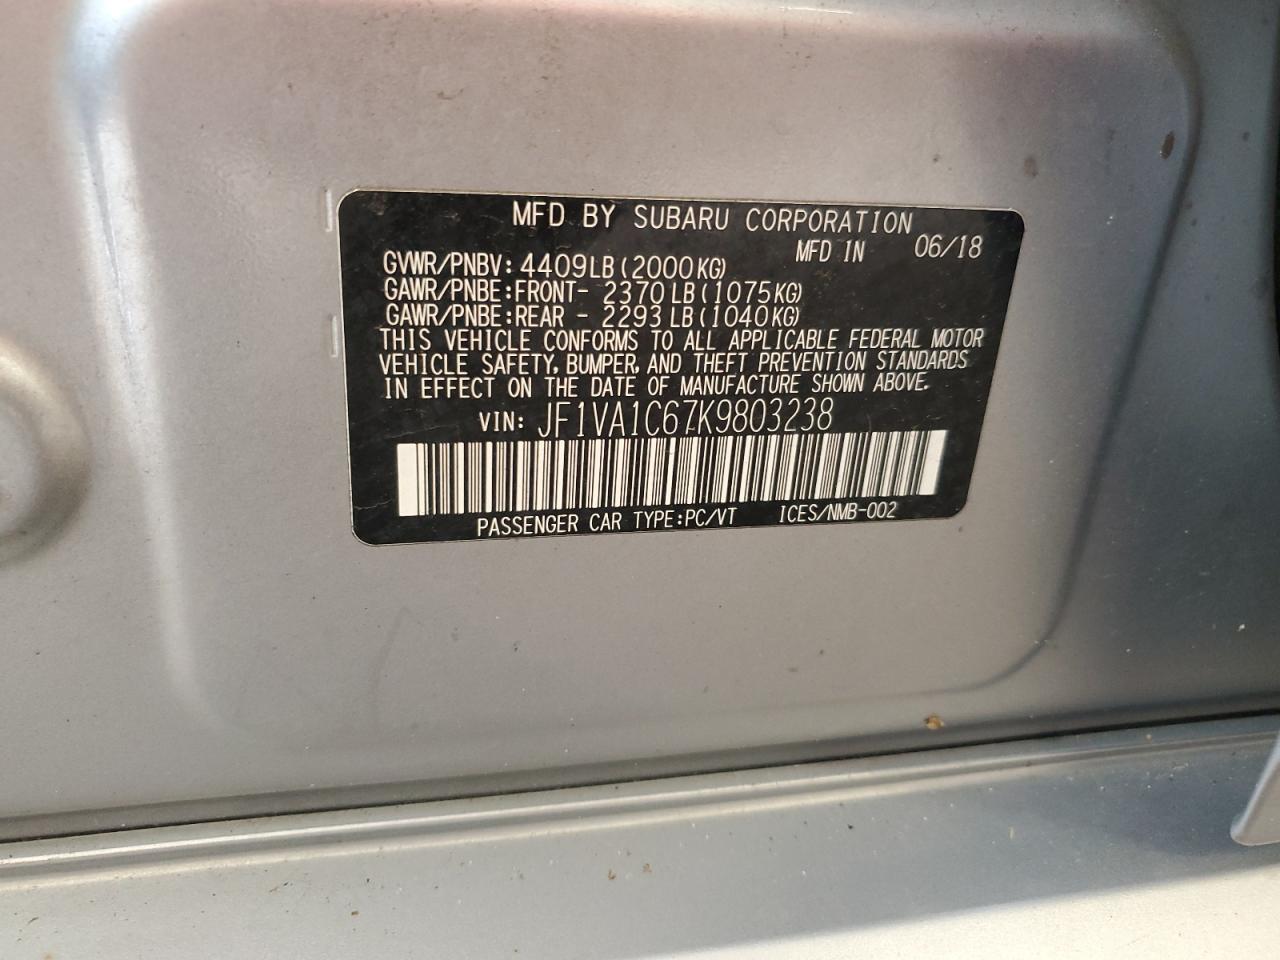 MFD BY SUBARU CORPORATION
MFD IN 06/18
GVWR/PNBV: 4409LB(2000KG)
GAWR/PNBE:FRONT- 2370LB(1075KG)
GAWR/PNBE:REAR - 2293LB(1040KG)
THIS VEHICLE CONFORMS TO ALL APPLICABLE FEDERAL MOTOR
VEHICLE SAFETY, BUMPER, AND THEFT PREVENTION STANDARDS
IN EFFECT ON THE DATE OF MANUFACTURE SHOWN ABOVE.
VIN: JF1VA1C67K9803238
PASSENGER CAR TYPE:PC/VT ICES/NMB-002